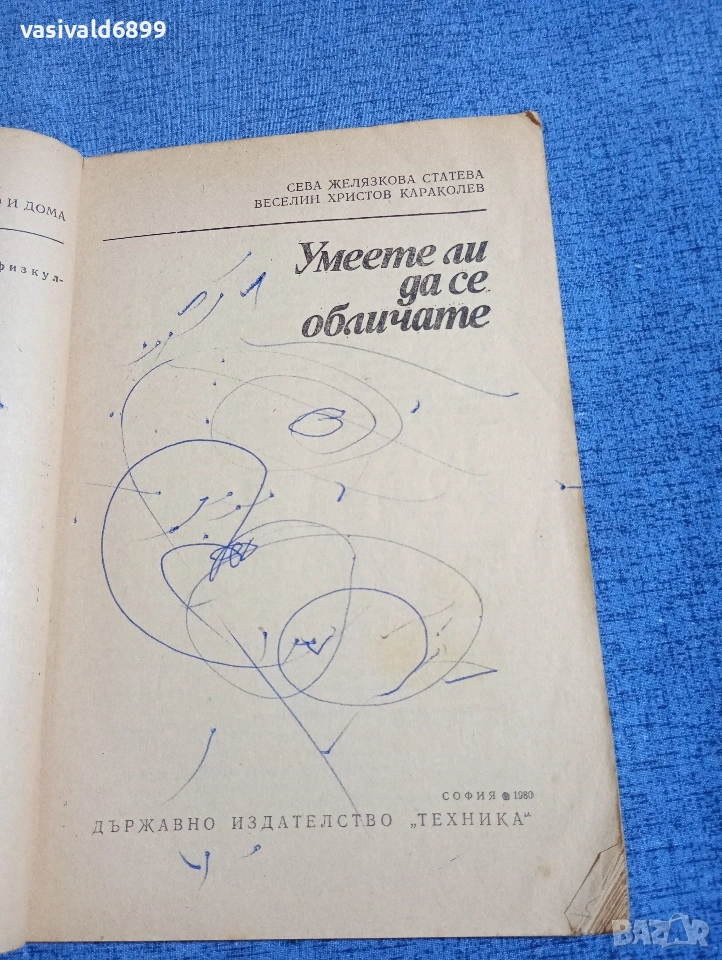 vasivald6899
И ДОМА
физкул-
СЕВА ЖЕЛЯЗКОВА СТАТЕВА
ВЕСЕЛИН ХРИСТОВ КАРАКОЛЕВ
Умеете ли
да се
обличате
СОФИЯ ● 1980
ДЪРЖАВНО ИЗДАТЕЛСТВО „ТЕХНИКА“
BAZAR